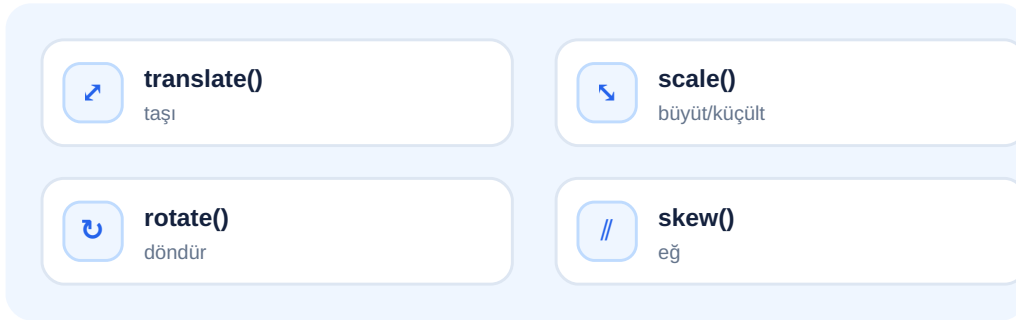 translate()
taşı
scale()
büyüt/küçült
rotate()
döndür
skew()
eğ